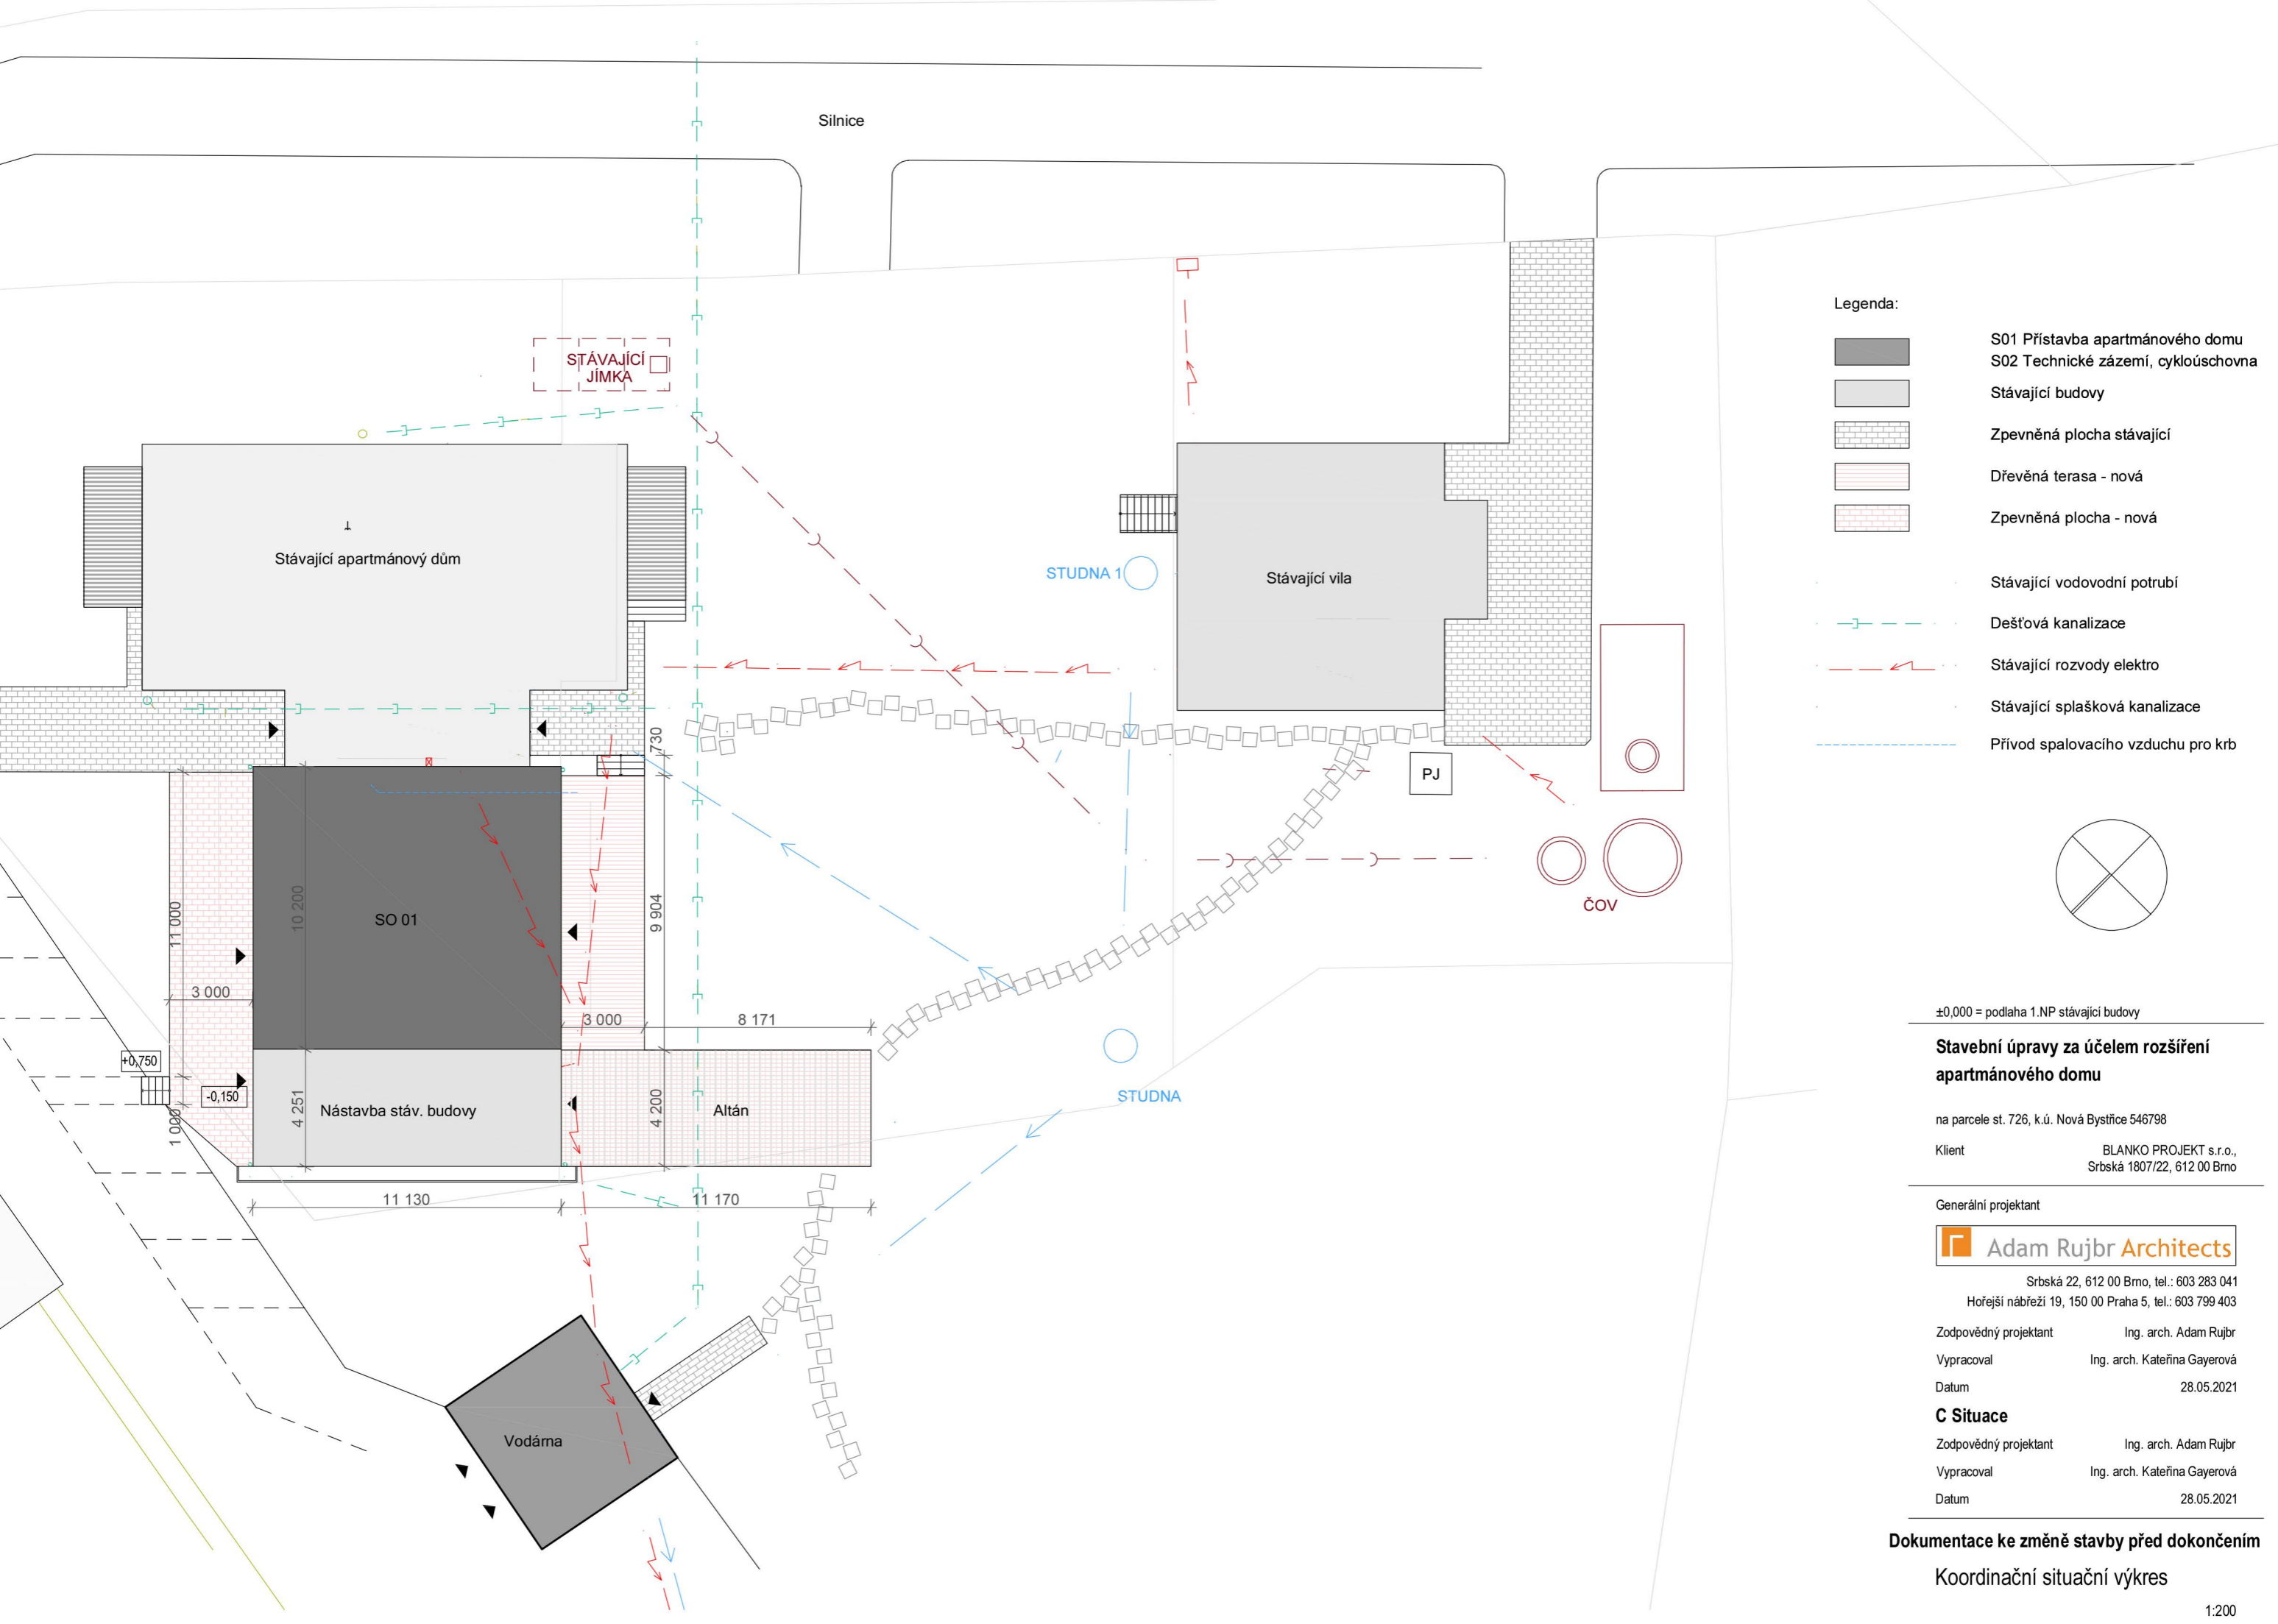 Silnice
STÁVAJÍCÍ
JÍMKA
Stávající apartmánový dům
STUDNA 1
Stávající vila
730
PJ
ČOV
11 000
10 200
SO 01
9 904
3 000
3 000
8 171
+0,750
-0,150
1 000
4 251
Nástavba stáv. budovy
4 200
Altán
STUDNA
11 130
11 170
Vodárna
Legenda:
S01 Přístavba apartmánového domu
S02 Technické zázemí, cykloúschovna
Stávající budovy
Zpevněná plocha stávající
Dřevěná terasa - nová
Zpevněná plocha - nová
Stávající vodovodní potrubí
Dešťová kanalizace
Stávající rozvody elektro
Stávající splašková kanalizace
Přívod spalovacího vzduchu pro krb
±0,000 = podlaha 1.NP stávající budovy
Stavební úpravy za účelem rozšíření
apartmánového domu
na parcele st. 726, k.ú. Nová Bystřice 546798
Klient BLANKO PROJEKT s.r.o.,
Srbská 1807/22, 612 00 Brno
Generální projektant
Adam Rujbr Architects
Srbská 22, 612 00 Brno, tel.: 603 283 041
Hořejší nábřeží 19, 150 00 Praha 5, tel.: 603 799 403
Zodpovědný projektant Ing. arch. Adam Rujbr
Vypracoval Ing. arch. Kateřina Gayerová
Datum 28.05.2021
C Situace
Zodpovědný projektant Ing. arch. Adam Rujbr
Vypracoval Ing. arch. Kateřina Gayerová
Datum 28.05.2021
Dokumentace ke změně stavby před dokončením
Koordinační situační výkres
1:200